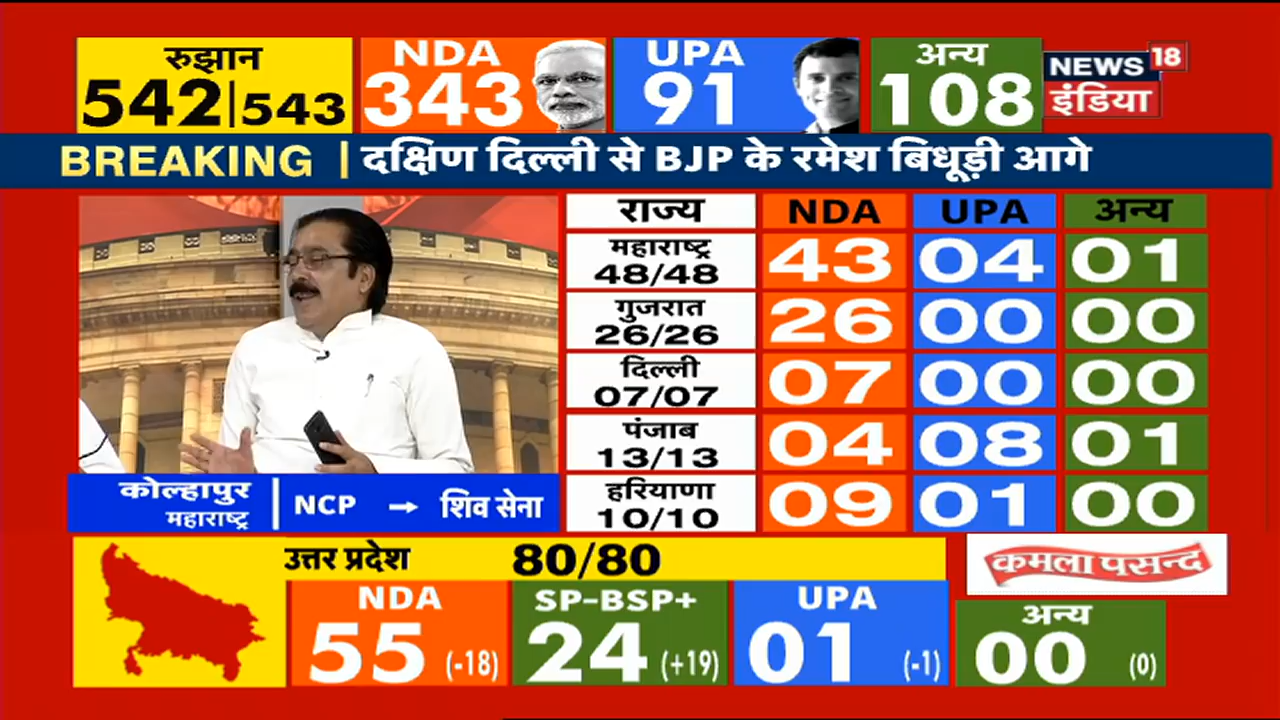 रुझान
542|543
NDA
343
UPA
91
अन्य
108
NEWS 18
इंडिया
BREAKING | दक्षिण दिल्ली से BJP के रमेश बिधूड़ी आगे
राज्य NDA UPA अन्य
महाराष्ट्र
48/48 43 04 01
गुजरात
26/26 26 00 00
दिल्ली
07/07 07 00 00
पंजाब
13/13 04 08 01
हरियाणा
10/10 09 01 00
कोल्हापुर
महाराष्ट्र
NCP → शिव सेना
उत्तर प्रदेश 80/80
NDA
55 (-18)
SP-BSP+
24 (+19)
UPA
01 (-1)
अन्य
00 (0)
कमला पसन्द